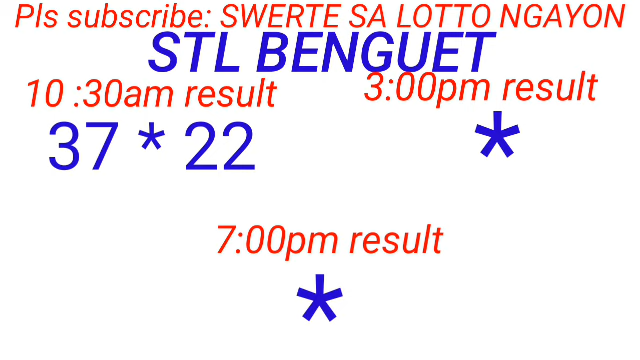 Pls subscribe: SWERTE SA LOTTO NGAYON
STL BENGUET
10 :30am result
37 * 22
3:00pm result
*
7:00pm result
*